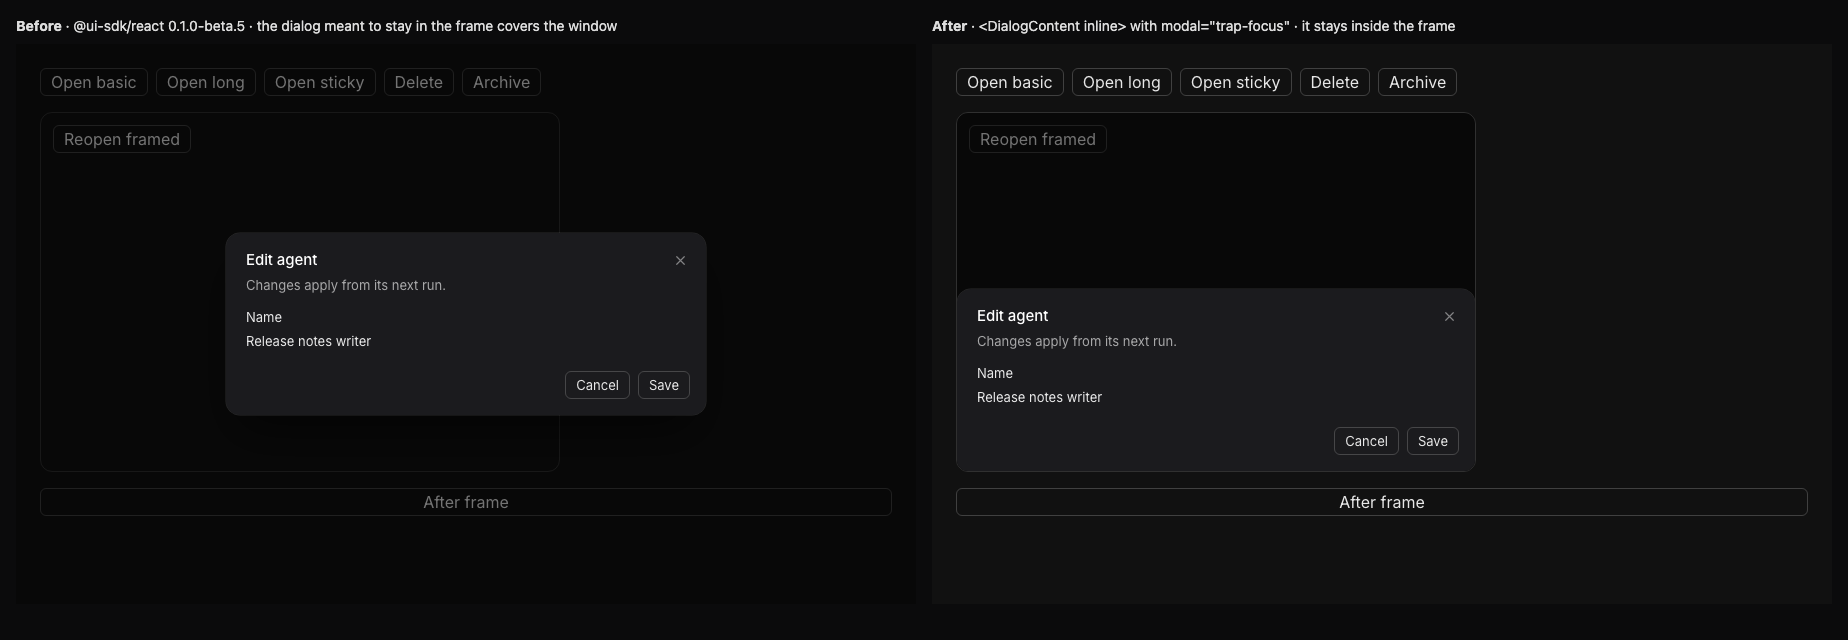 Before · @ui-sdk/react 0.1.0-beta.5 · the dialog meant to stay in the frame covers the window
Open basic Open long Open sticky Delete Archive
Reopen framed
Edit agent ×
Changes apply from its next run.
Name
Release notes writer
Cancel Save
After frame
After · <DialogContent inline> with modal="trap-focus" · it stays inside the frame
Open basic Open long Open sticky Delete Archive
Reopen framed
Edit agent ×
Changes apply from its next run.
Name
Release notes writer
Cancel Save
After frame